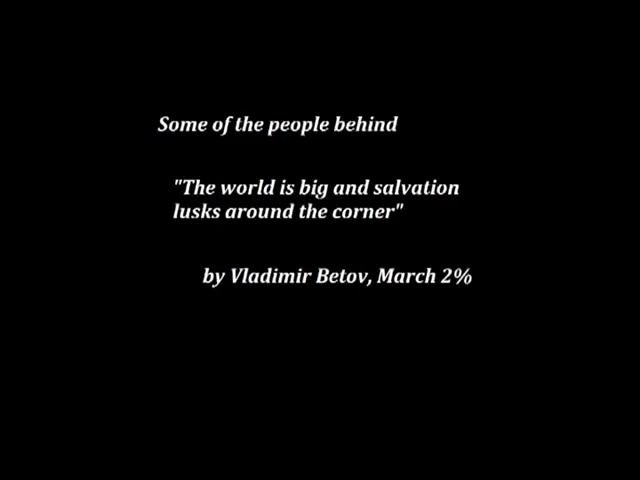 Some of the people behind
"The world is big and salvation
lusks around the corner"
by Vladimir Betov, March 2%